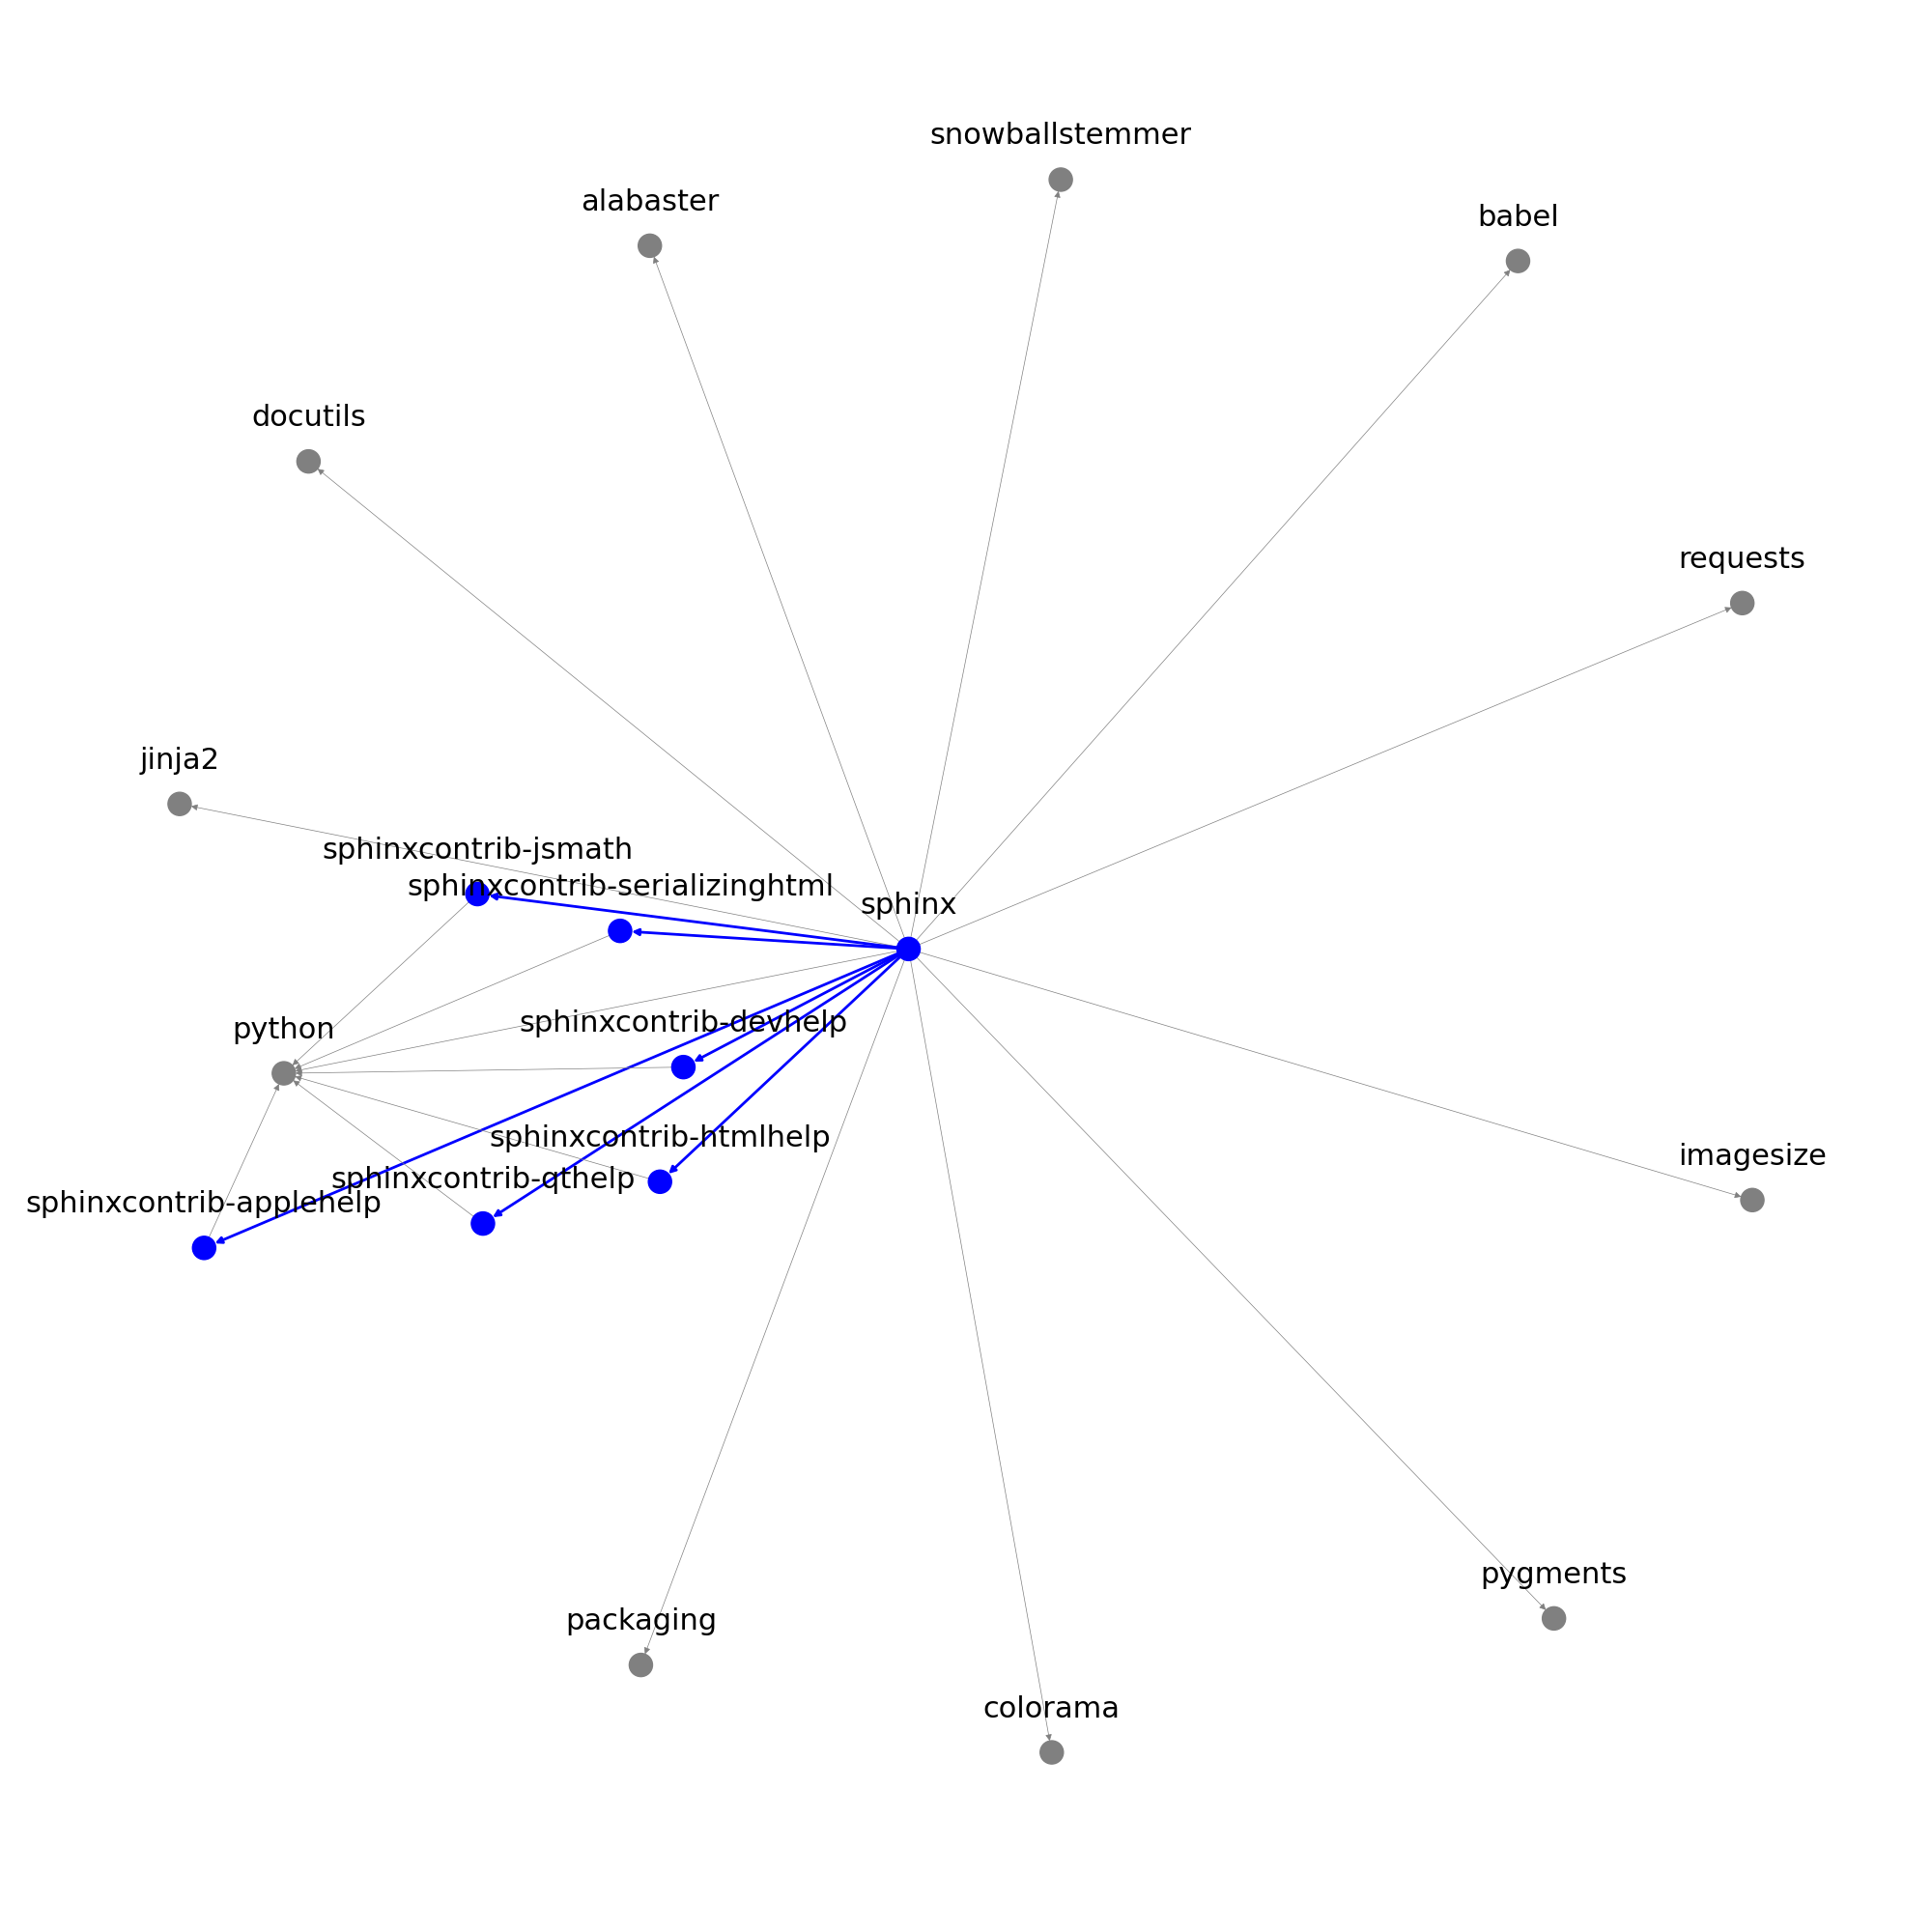 snowballstemmer
alabaster
babel
docutils
requests
jinja2
sphinxcontrib-jsmath
sphinxcontrib-serializinghtml
sphinx
sphinxcontrib-devhelp
python
sphinxcontrib-htmlhelp
imagesize
sphinxcontrib-qthelp
sphinxcontrib-applehelp
pygments
packaging
colorama